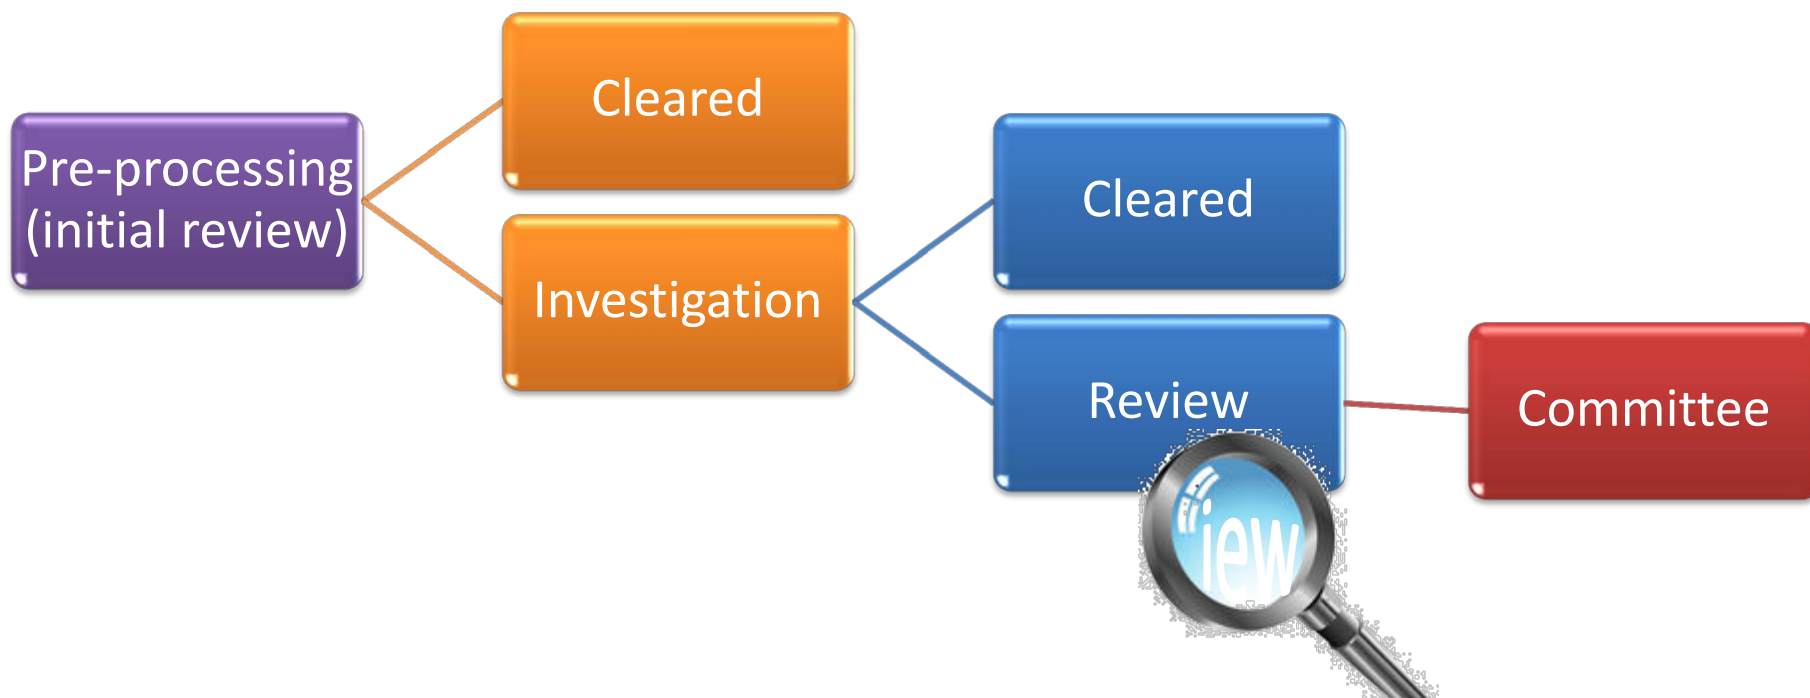 Pre-processing
(initial review)
Cleared
Investigation
Cleared
Review
Committee
iew